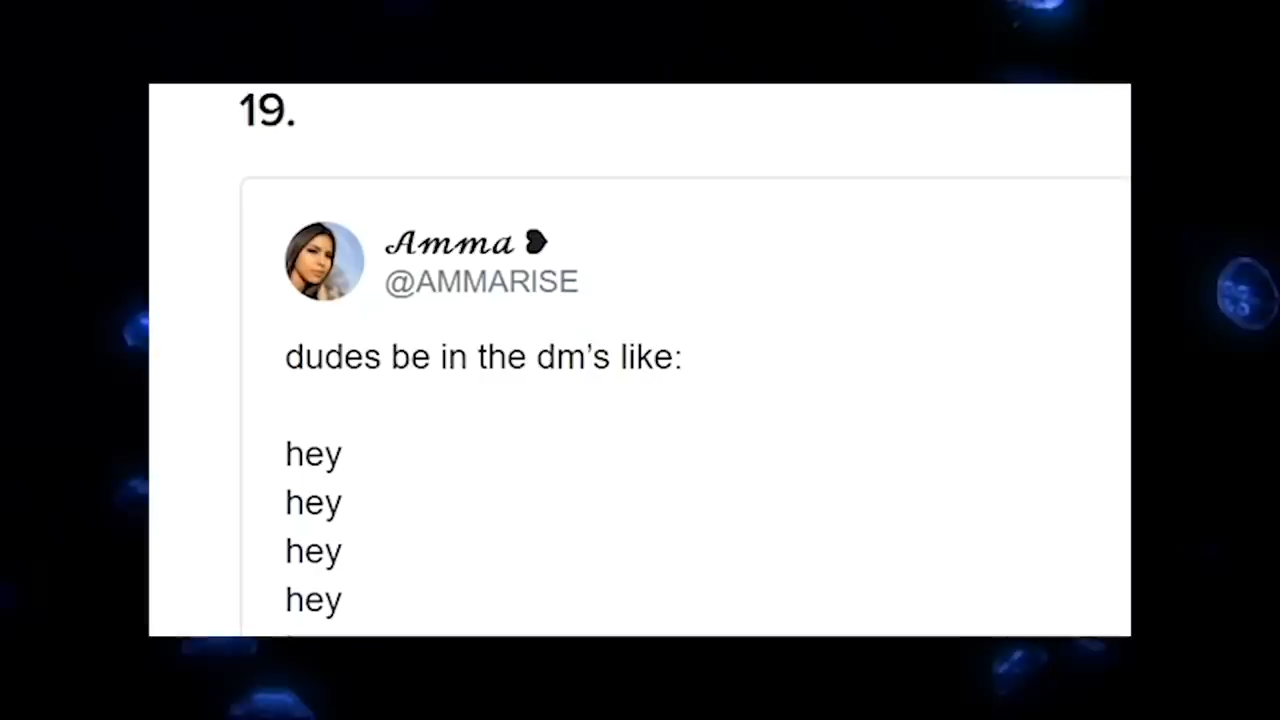 19.
𝓐𝓶𝓶𝓪 ❥
@AMMARISE
dudes be in the dm’s like:
hey
hey
hey
hey